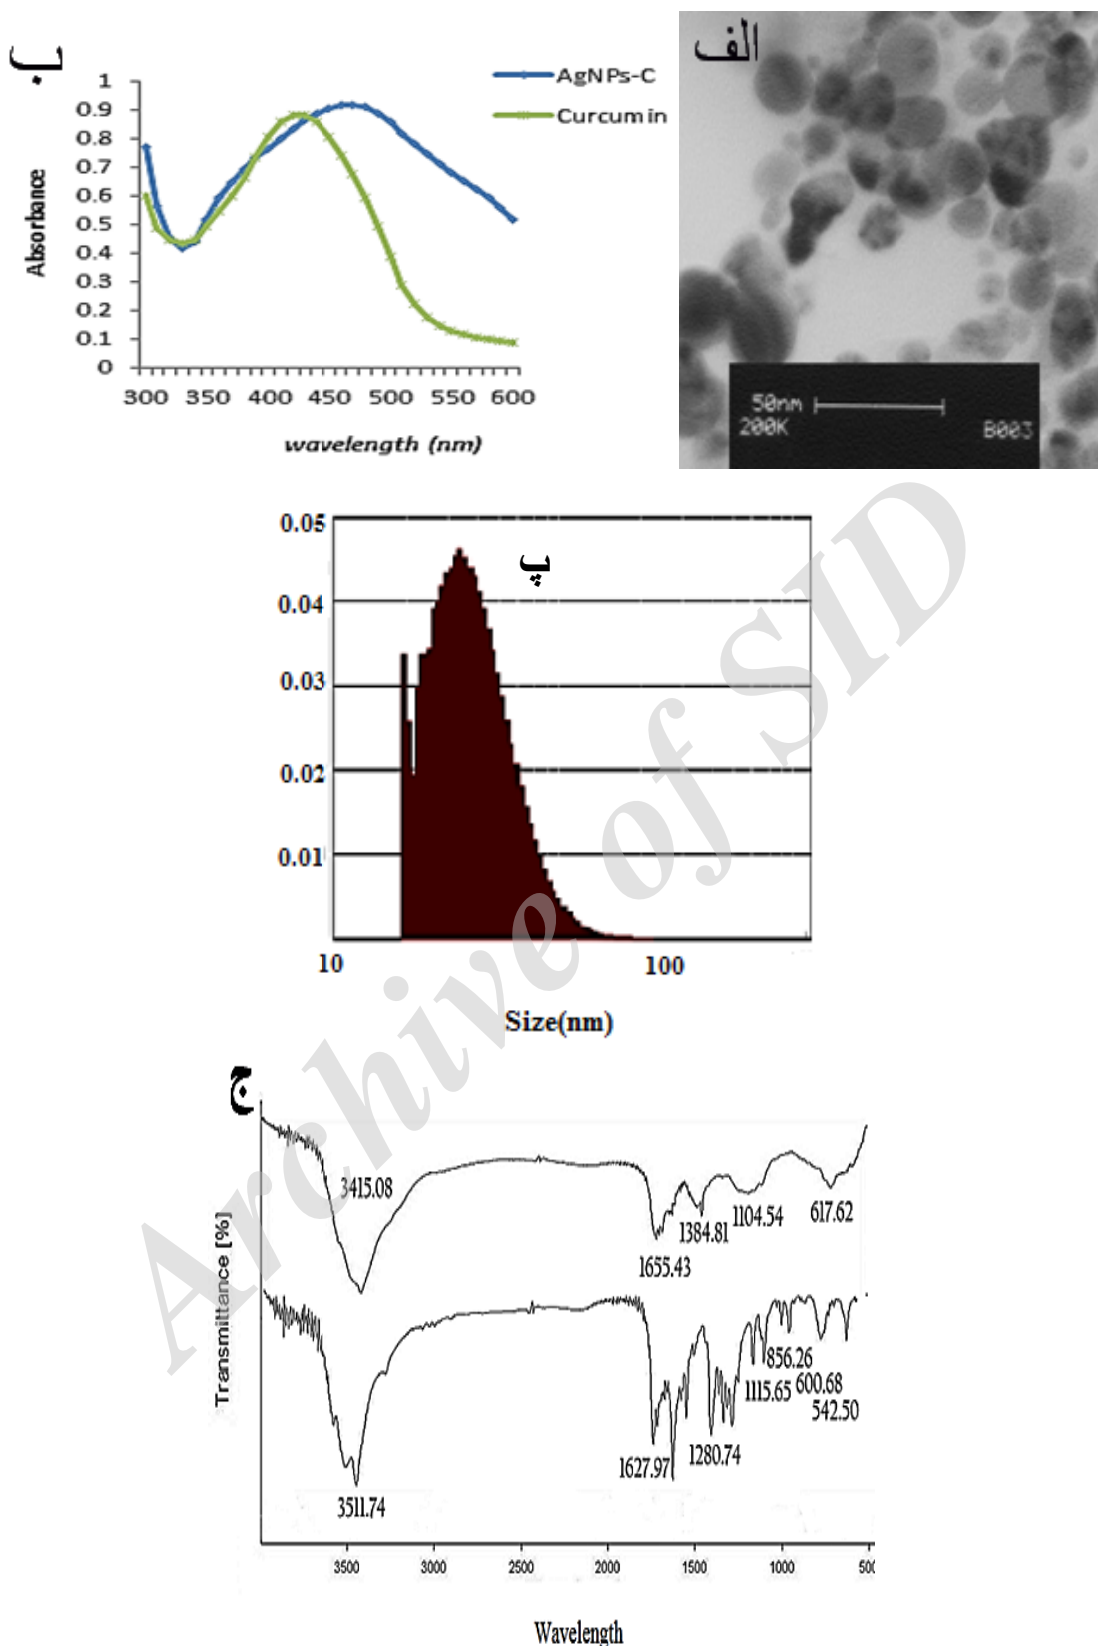 الف
50nm
200K
B003
ب
AgNPs-C
Curcumin
1
0.9
0.8
0.7
0.6
0.5
0.4
0.3
0.2
0.1
0
Absorbance
300 350 400 450 500 550 600
wavelength (nm)
پ
0.05
0.04
0.03
0.02
0.01
10 100
Size(nm)
ج
3415.08
1655.43
1384.81
1104.54
617.62
3511.74
1627.97
1280.74
1115.65
856.26
600.68
542.50
Transmittance [%]
3500 3000 2500 2000 1500 1000 500
Wavelength
Archive of SID